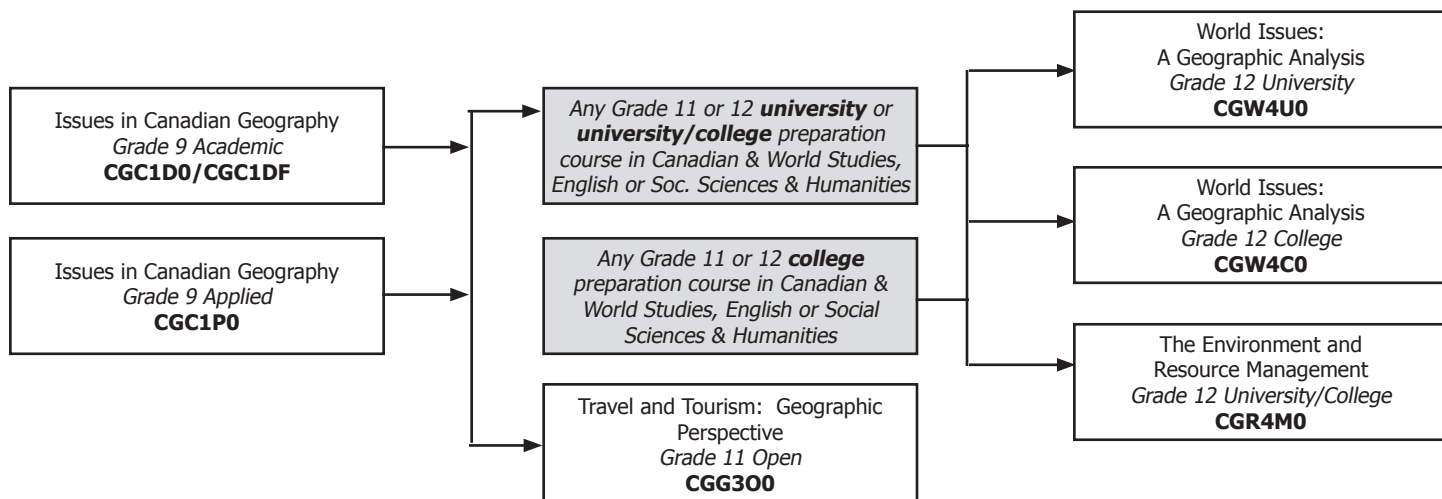 Issues in Canadian Geography
Grade 9 Academic
CGC1D0/CGC1DF
Issues in Canadian Geography
Grade 9 Applied
CGC1P0
Any Grade 11 or 12 university or
university/college preparation
course in Canadian & World Studies,
English or Soc. Sciences & Humanities
Any Grade 11 or 12 college
preparation course in Canadian &
World Studies, English or Social
Sciences & Humanities
Travel and Tourism: Geographic
Perspective
Grade 11 Open
CGG3O0
World Issues:
A Geographic Analysis
Grade 12 University
CGW4U0
World Issues:
A Geographic Analysis
Grade 12 College
CGW4C0
The Environment and
Resource Management
Grade 12 University/College
CGR4M0